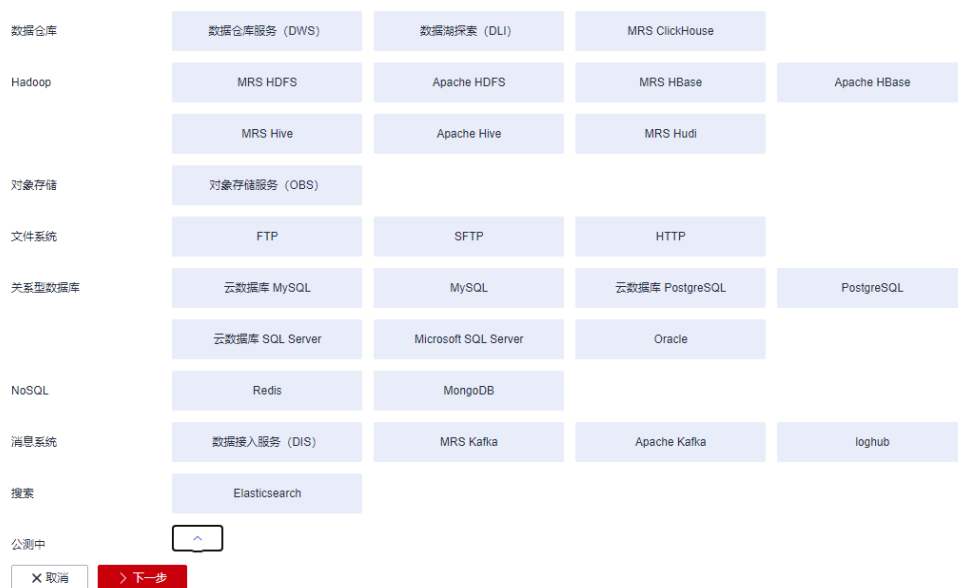 数据仓库 数据仓库服务（DWS） 数据湖探索（DLI） MRS ClickHouse
Hadoop MRS HDFS Apache HDFS MRS HBase Apache HBase
MRS Hive Apache Hive MRS Hudi
对象存储 对象存储服务（OBS）
文件系统 FTP SFTP HTTP
关系型数据库 云数据库 MySQL MySQL 云数据库 PostgreSQL PostgreSQL
云数据库 SQL Server Microsoft SQL Server Oracle
NoSQL Redis MongoDB
消息系统 数据接入服务（DIS） MRS Kafka Apache Kafka loghub
搜索 Elasticsearch
公测中
取消 下一步